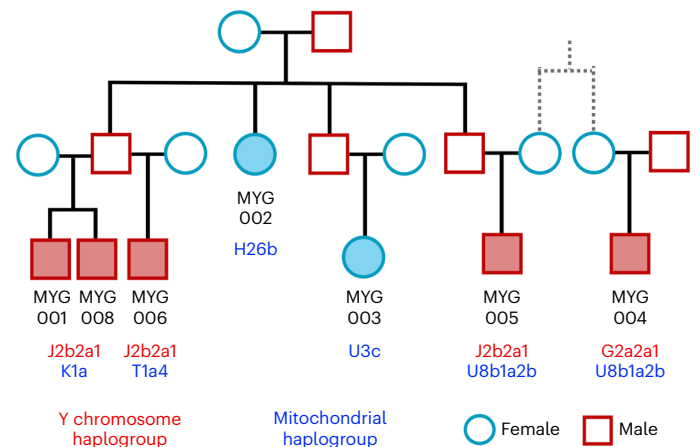 MYG
002
H26b
MYG
001
MYG
008
MYG
006
MYG
003
MYG
005
MYG
004
J2b2a1
K1a
J2b2a1
T1a4
U3c
J2b2a1
U8b1a2b
G2a2a1
U8b1a2b
Y chromosome
haplogroup
Mitochondrial
haplogroup
Female
Male